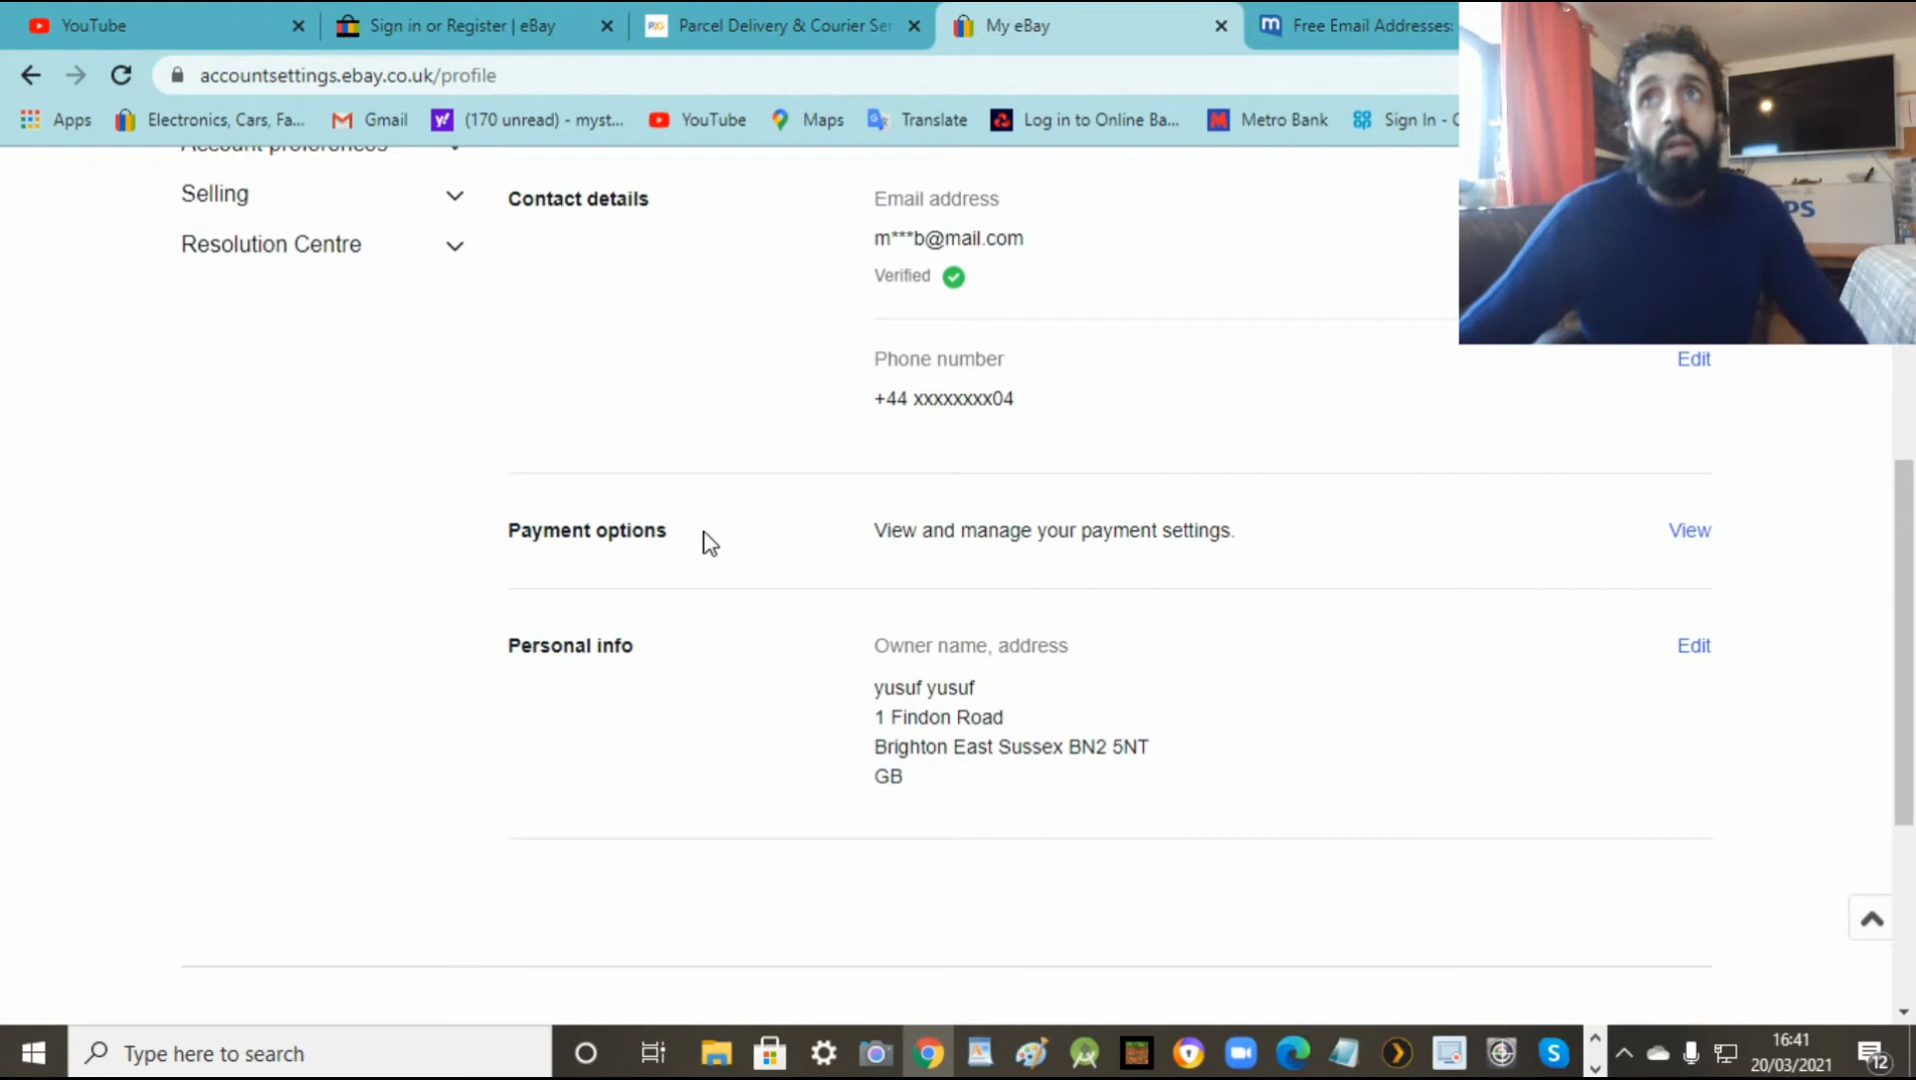 YouTube
Sign in or Register | eBay
Parcel Delivery & Courier Ser
My eBay
Free Email Addresses:
accountsettings.ebay.co.uk/profile
Apps
Electronics, Cars, Fa...
Gmail
(170 unread) - myst...
YouTube
Maps
Translate
Log in to Online Ba...
Metro Bank
Sign In - C
Account preferences
Selling
Resolution Centre
Contact details
Email address
m***b@mail.com
Verified
Phone number
Edit
+44 xxxxxxxx04
Payment options
View and manage your payment settings.
View
Personal info
Owner name, address
Edit
yusuf yusuf
1 Findon Road
Brighton East Sussex BN2 5NT
GB
Type here to search
16:41
20/03/2021
12